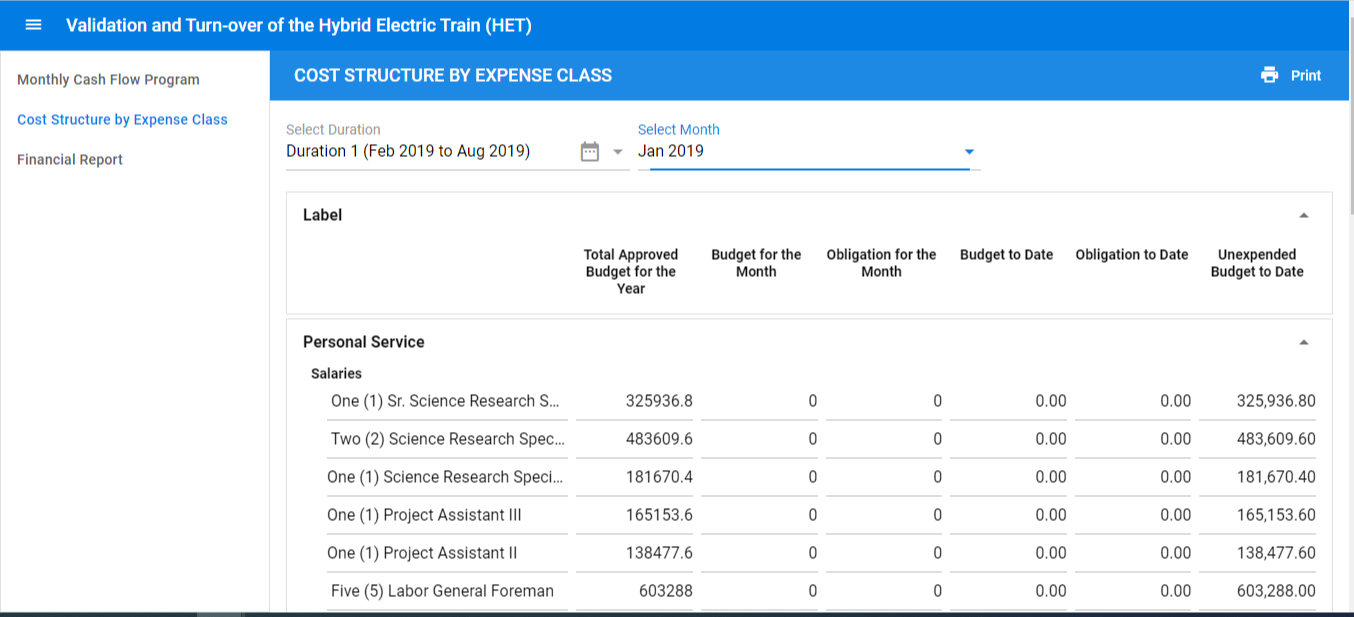 Validation and Turn-over of the Hybrid Electric Train (HET)
Monthly Cash Flow Program
Cost Structure by Expense Class
Financial Report
COST STRUCTURE BY EXPENSE CLASS
Print
Select Duration
Duration 1 (Feb 2019 to Aug 2019)
Select Month
Jan 2019
Label
Total Approved
Budget for the
Year
Budget for the
Month
Obligation for the
Month
Budget to Date
Obligation to Date
Unexpended
Budget to Date
Personal Service
Salaries
One (1) Sr. Science Research S... 325936.8 0 0 0.00 0.00 325,936.80
Two (2) Science Research Spec... 483609.6 0 0 0.00 0.00 483,609.60
One (1) Science Research Speci... 181670.4 0 0 0.00 0.00 181,670.40
One (1) Project Assistant III 165153.6 0 0 0.00 0.00 165,153.60
One (1) Project Assistant II 138477.6 0 0 0.00 0.00 138,477.60
Five (5) Labor General Foreman 603288 0 0 0.00 0.00 603,288.00